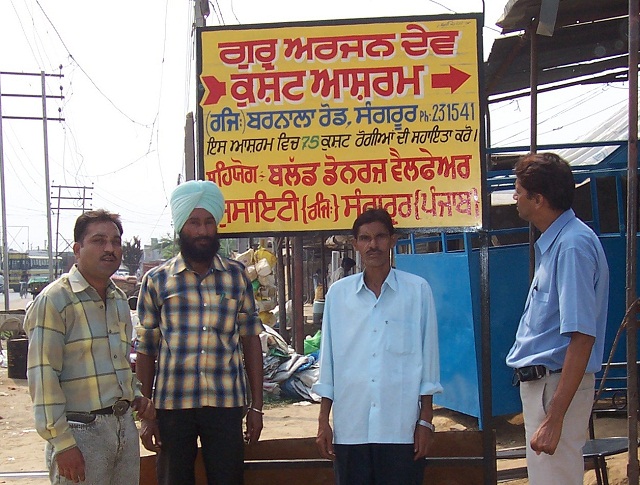 ਗੁਰੂ ਅਰਜਨ ਦੇਵ
ਕੁਸ਼ਟ ਆਸ਼ਰਮ
(ਰਜਿ:) ਬਰਨਾਲਾ ਰੋਡ, ਸੰਗਰੂਰ Ph: 231541
ਇਸ ਆਸ਼ਰਮ ਵਿਚ 75 ਕੁਸ਼ਟ ਰੋਗੀਆਂ ਦੀ ਸਹਾਇਤਾ ਕਰੋ।
ਸਹਿਯੋਗ:- ਬਲੱਡ ਡੋਨਰਜ਼ ਵੈਲਫੇਅਰ
ਸੁਸਾਇਟੀ {ਰਜਿ:} ਸੰਗਰੂਰ {ਪੰਜਾਬ}